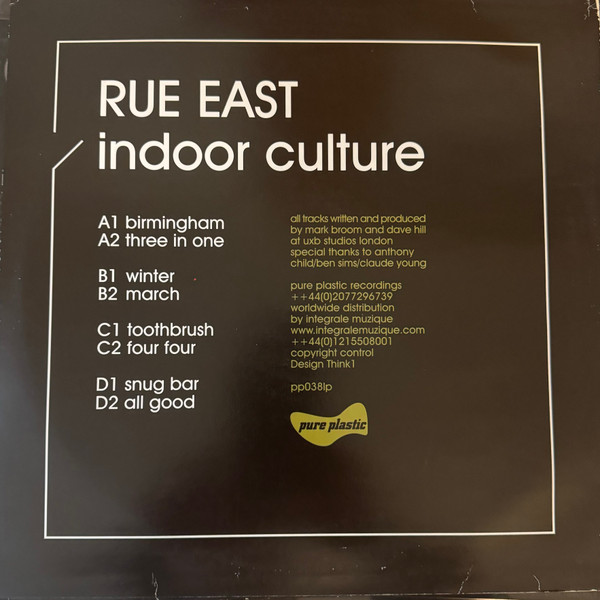 RUE EAST
indoor culture
A1 birmingham
A2 three in one
B1 winter
B2 march
C1 toothbrush
C2 four four
D1 snug bar
D2 all good
all tracks written and produced
by mark broom and dave hill
at uxb studios london
special thanks to anthony
child/ben sims/claude young
pure plastic recordings
++44(0)2077296739
worldwide distribution
by integrale muzique
www.integralemuzique.com
++44(0)1215508001
copyright control
Design Think1
pp038lp
pure plastic